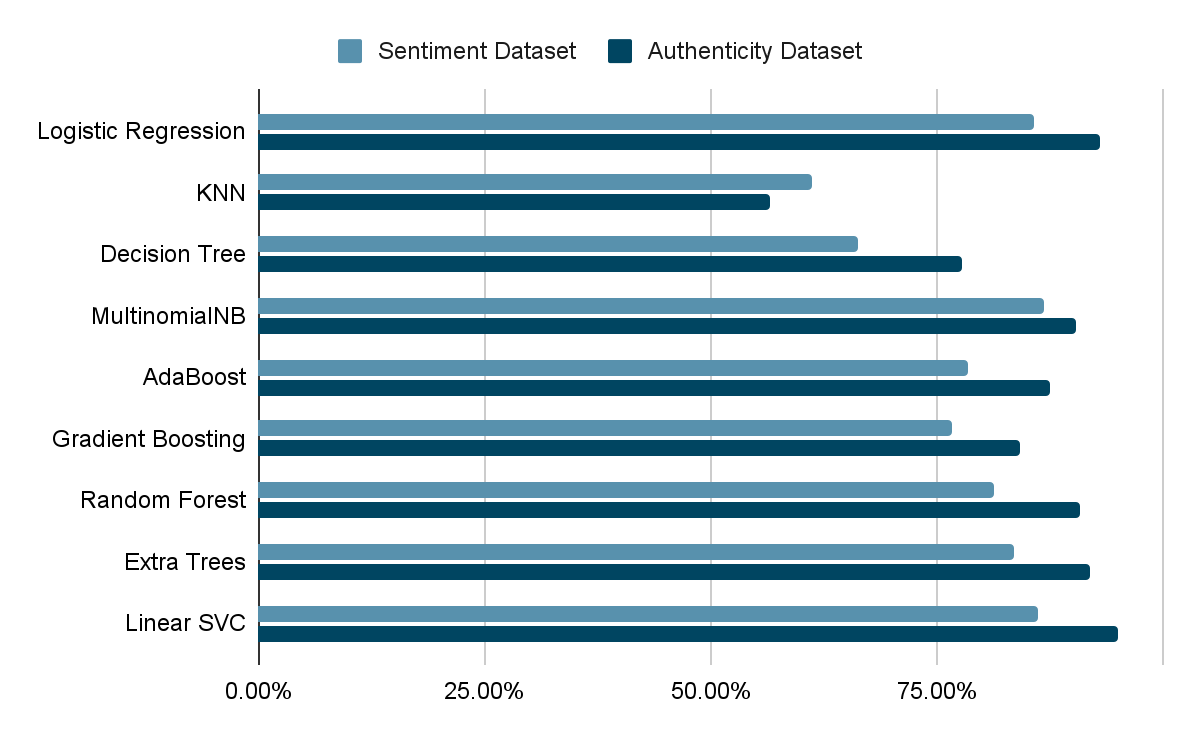 Sentiment Dataset Authenticity Dataset
Logistic Regression
KNN
Decision Tree
MultinomialNB
AdaBoost
Gradient Boosting
Random Forest
Extra Trees
Linear SVC
0.00% 25.00% 50.00% 75.00%